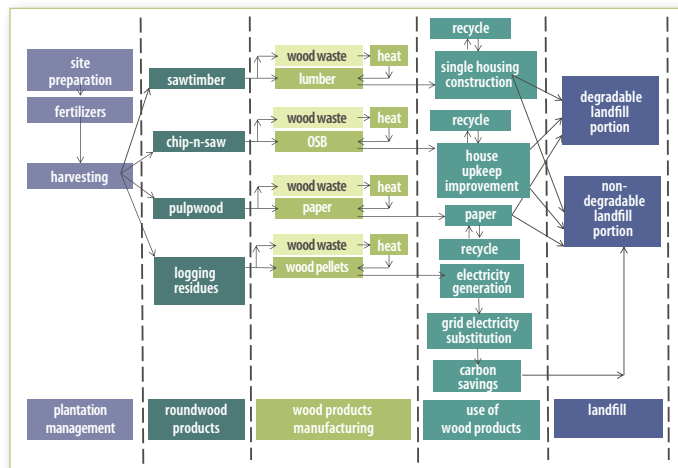 site
preparation
fertilizers
harvesting
sawtimber
chip-n-saw
pulpwood
logging
residues
wood waste
heat
lumber
wood waste
heat
OSB
wood waste
heat
paper
wood waste
heat
wood pellets
recycle
single housing
construction
recycle
house
upkeep
improvement
paper
recycle
electricity
generation
grid electricity
substitution
carbon
savings
degradable
landfill
portion
non-
degradable
landfill
portion
plantation
management
roundwood
products
wood products
manufacturing
use of
wood products
landfill